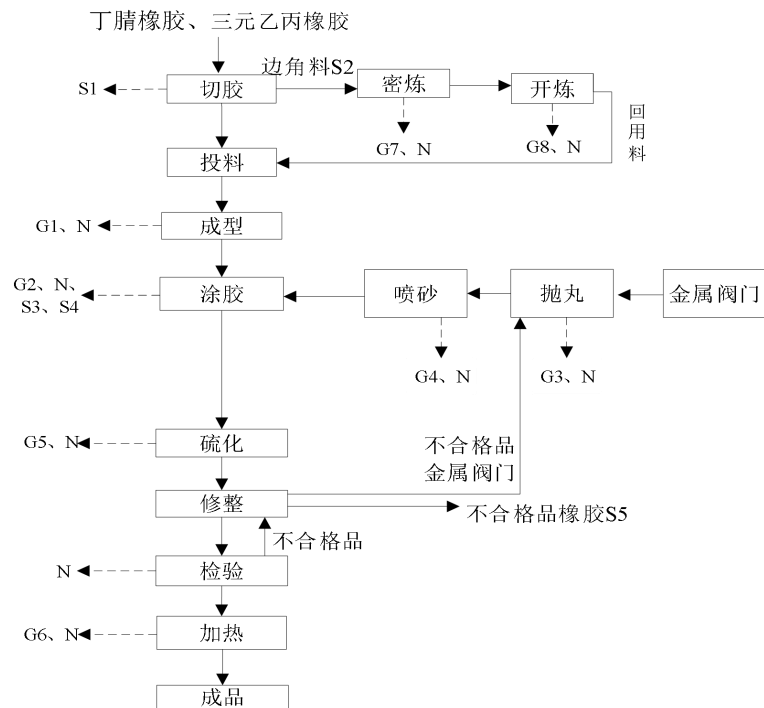 丁腈橡胶、三元乙丙橡胶
边角料S2
S1
切胶
密炼
开炼
回用料
G7、N
G8、N
投料
G1、N
成型
G2、N、
S3、S4
涂胶
喷砂
抛丸
金属阀门
G4、N
G3、N
G5、N
硫化
不合格品
金属阀门
修整
不合格品橡胶S5
不合格品
N
检验
G6、N
加热
成品